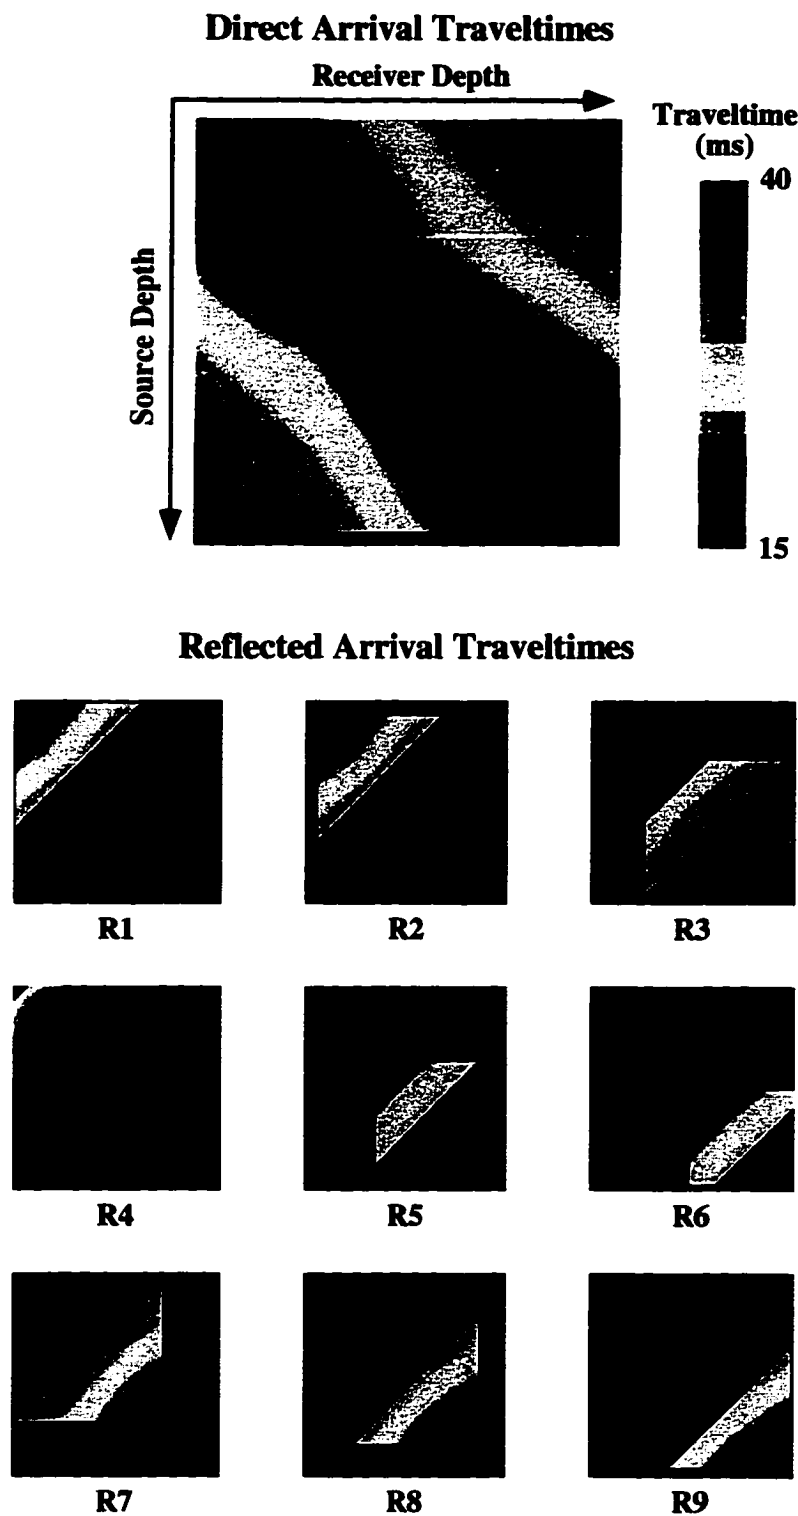 Direct Arrival Traveltimes
Receiver Depth
Traveltime
(ms)
40
Source Depth
15
Reflected Arrival Traveltimes
R1
R2
R3
R4
R5
R6
R7
R8
R9